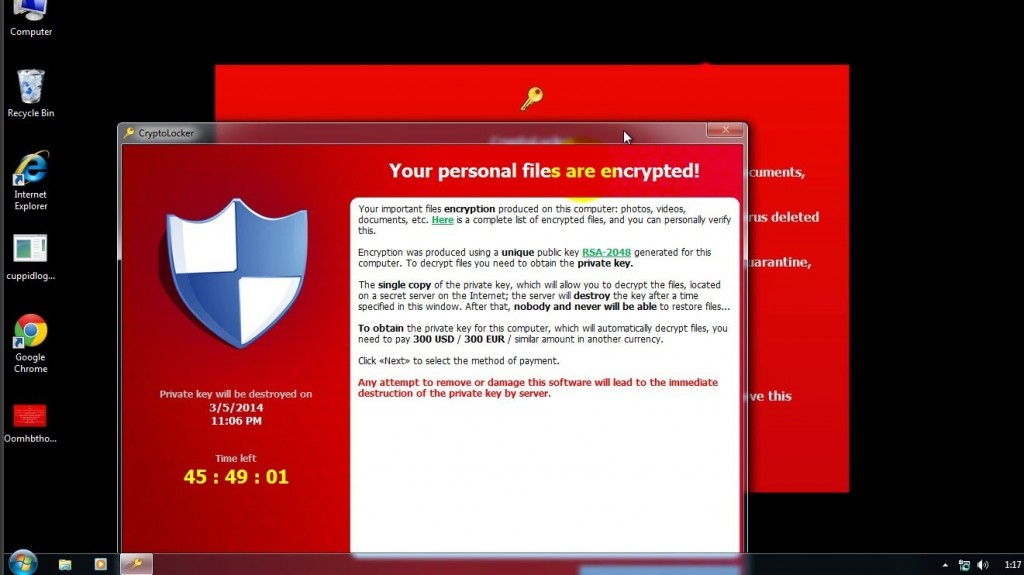 Computer
Recycle Bin
Internet
Explorer
cuppidlog...
Google
Chrome
Oomhbtho...
cuments,
rus deleted
uarantine,
ve this
CryptoLocker
Your personal files are encrypted!
Your important files encryption produced on this computer: photos, videos,
documents, etc. Here is a complete list of encrypted files, and you can personally verify
this.
Encryption was produced using a unique public key RSA-2048 generated for this
computer. To decrypt files you need to obtain the private key.
The single copy of the private key, which will allow you to decrypt the files, located
on a secret server on the Internet; the server will destroy the key after a time
specified in this window. After that, nobody and never will be able to restore files...
To obtain the private key for this computer, which will automatically decrypt files, you
need to pay 300 USD / 300 EUR / similar amount in another currency.
Click «Next» to select the method of payment.
Any attempt to remove or damage this software will lead to the immediate
destruction of the private key by server.
Private key will be destroyed on
3/5/2014
11:06 PM
Time left
45 : 49 : 01
1:17